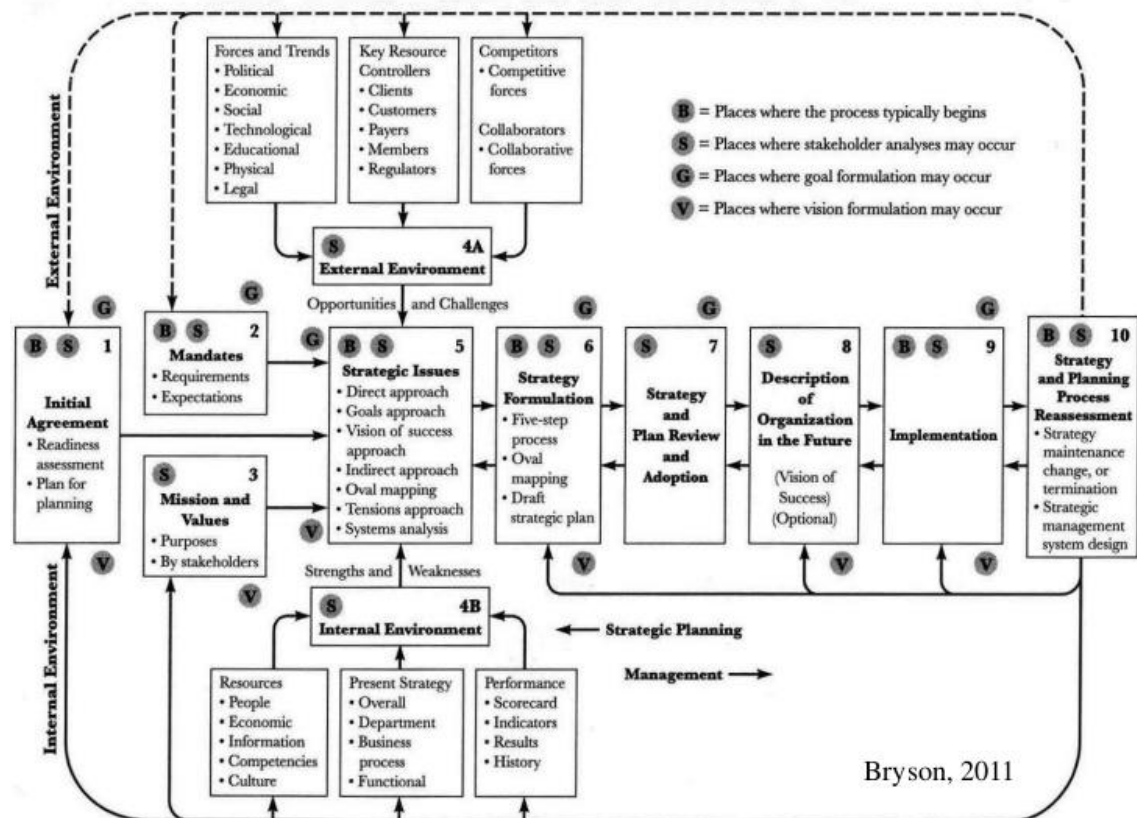 Forces and Trends
• Political
• Economic
• Social
• Technological
• Educational
• Physical
• Legal
Key Resource
Controllers
• Clients
• Customers
• Payers
• Members
• Regulators
Competitors
• Competitive
forces
Collaborators
• Collaborative
forces
B = Places where the process typically begins
S = Places where stakeholder analyses may occur
G = Places where goal formulation may occur
V = Places where vision formulation may occur
External Environment
S 4A
External Environment
Opportunities and Challenges
G
B S 1
Initial
Agreement
• Readiness
assessment
• Plan for
planning
V
G
B S 2
Mandates
• Requirements
• Expectations
S 3
Mission and
Values
• Purposes
• By stakeholders
V
G
B S 5
Strategic Issues
• Direct approach
• Goals approach
• Vision of success
approach
• Indirect approach
• Oval mapping
• Tensions approach
• Systems analysis
V
G
B S 6
Strategy
Formulation
• Five-step
process
• Oval
mapping
• Draft
strategic plan
V
G
S 7
Strategy
and
Plan Review
and
Adoption
S 8
Description
of
Organization
in the Future
(Vision of
Success)
(Optional)
V
G
B S 9
Implementation
V
B S 10
Strategy
and Planning
Process
Reassessment
• Strategy
maintenance
change, or
termination
• Strategic
management
system design
Strengths and Weaknesses
S 4B
Internal Environment
Strategic Planning
Management
Internal Environment
Resources
• People
• Economic
• Information
• Competencies
• Culture
Present Strategy
• Overall
• Department
• Business
process
• Functional
Performance
• Scorecard
• Indicators
• Results
• History
Bryson, 2011